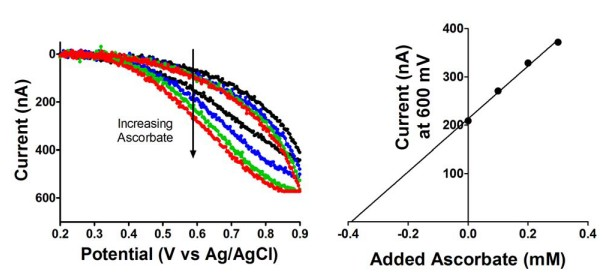 0
200
400
600
Current (nA)
Increasing
Ascorbate
0.2 0.3 0.4 0.5 0.6 0.7 0.8 0.9
Potential (V vs Ag/AgCl)
400
300
200
100
Current (nA)
at 600 mV
-0.4 -0.2 0.0 0.2 0.4
Added Ascorbate (mM)